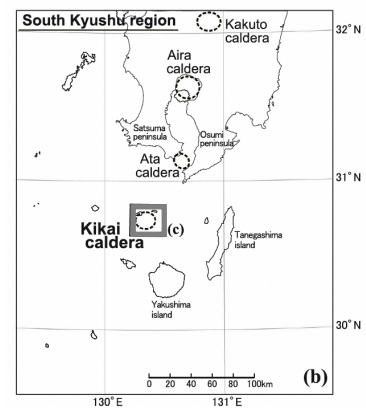 South Kyushu region
32°N
Kakuto
caldera
Aira
caldera
Satsuma
peninsula
Osumi
peninsula
Ata
caldera
31°N
Kikai
caldera
(c)
Tanegashima
island
Yakushima
island
30°N
0 20 40 60 80 100km
(b)
130°E
131°E